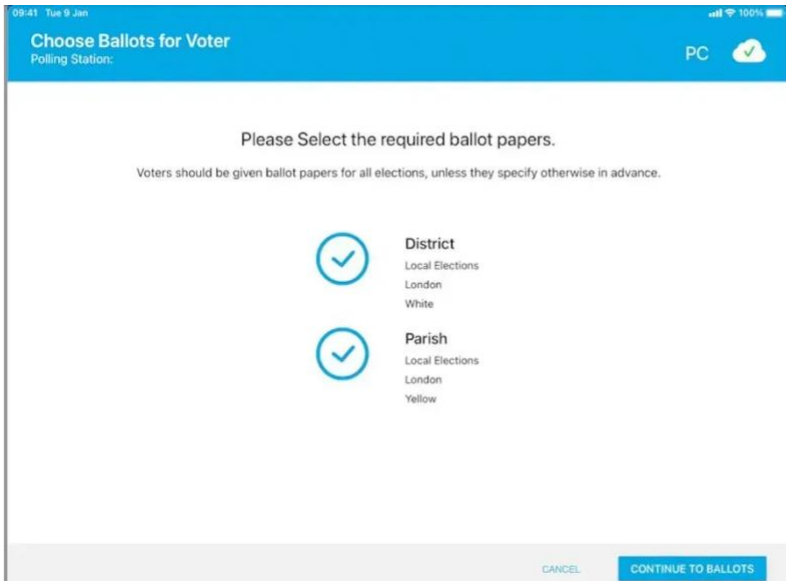 09:41 Tue 9 Jan
100%
Choose Ballots for Voter
Polling Station:
PC
Please Select the required ballot papers.
Voters should be given ballot papers for all elections, unless they specify otherwise in advance.
District
Local Elections
London
White
Parish
Local Elections
London
Yellow
CANCEL
CONTINUE TO BALLOTS